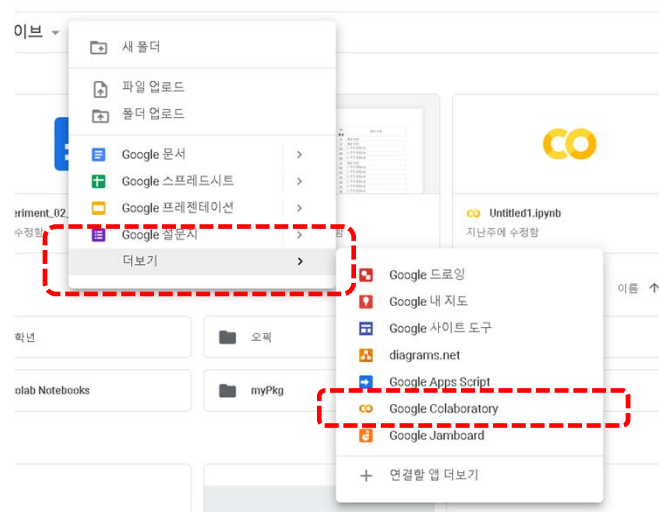 이브
새 폴더
파일 업로드
폴더 업로드
Google 문서
Google 스프레드시트
Google 프레젠테이션
Google 설문지
더보기
eriment_02_
수정함
Untitled1.ipynb
지난주에 수정함
이름
Google 드로잉
Google 내 지도
Google 사이트 도구
diagrams.net
Google Apps Script
Google Colaboratory
Google Jamboard
연결할 앱 더보기
학년
오픽
olab Notebooks
myPkg